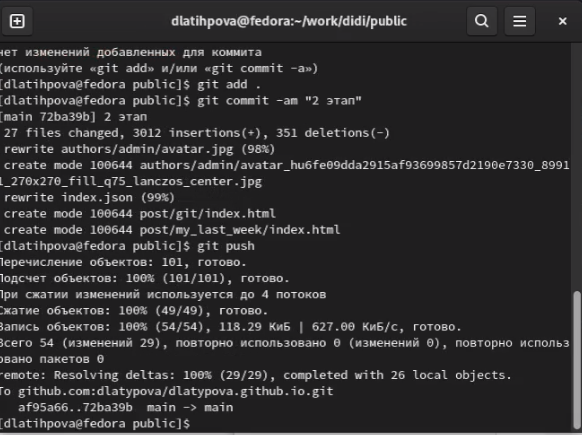 dlatihpova@fedora:~/work/didi/public
нет изменений добавленных для коммита
(используйте «git add» и/или «git commit -a»)
[dlatihpova@fedora public]$ git add .
[dlatihpova@fedora public]$ git commit -am "2 этап"
[main 72ba39b] 2 этап
27 files changed, 3012 insertions(+), 351 deletions(-)
rewrite authors/admin/avatar.jpg (98%)
create mode 100644 authors/admin/avatar_hu6fe09dda2915af93699857d2190e7330_8991
1_270x270_fill_q75_lanczos_center.jpg
rewrite index.json (99%)
create mode 100644 post/git/index.html
create mode 100644 post/my_last_week/index.html
[dlatihpova@fedora public]$ git push
Перечисление объектов: 101, готово.
Подсчет объектов: 100% (101/101), готово.
При сжатии изменений используется до 4 потоков
Сжатие объектов: 100% (49/49), готово.
Запись объектов: 100% (54/54), 118.29 КиБ | 627.00 КиБ/с, готово.
Всего 54 (изменений 29), повторно использовано 0 (изменений 0), повторно использ
овано пакетов 0
remote: Resolving deltas: 100% (29/29), completed with 26 local objects.
To github.com:dlatypova/dlatypova.github.io.git
af95a66..72ba39b main -> main
[dlatihpova@fedora public]$